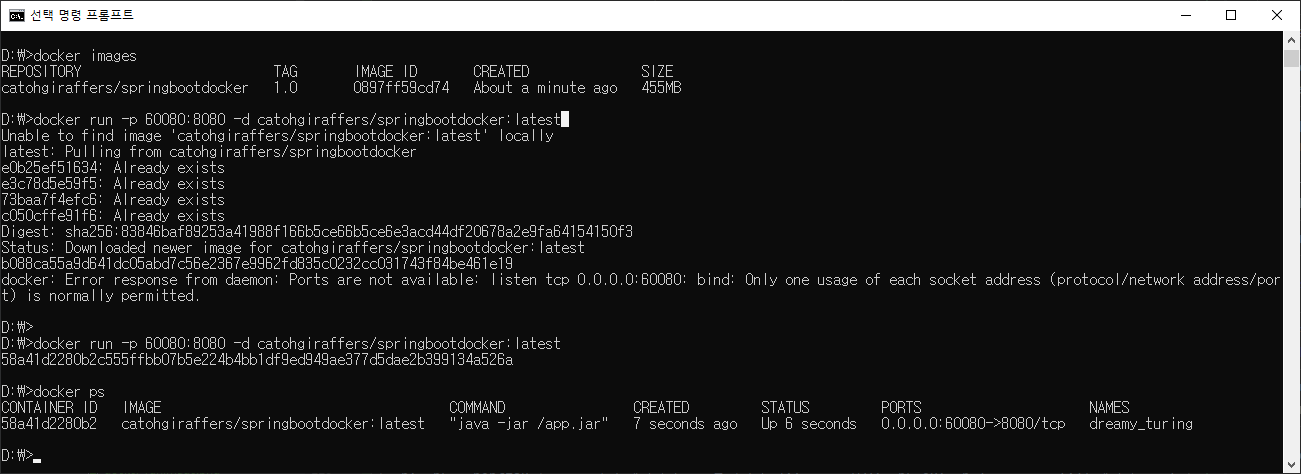 선택 명령 프롬프트
D:\>docker images
REPOSITORY TAG IMAGE ID CREATED SIZE
catohgiraffers/springbootdocker 1.0 0897ff59cd74 About a minute ago 455MB
D:\>docker run -p 60080:8080 -d catohgiraffers/springbootdocker:latest
Unable to find image 'catohgiraffers/springbootdocker:latest' locally
latest: Pulling from catohgiraffers/springbootdocker
e0b25ef51634: Already exists
e3c78d5e59f5: Already exists
73baa7f4efc6: Already exists
c050cffe91f6: Already exists
Digest: sha256:83846baf89253a41988f166b5ce66b5ce6e3acd44df20678a2e9fa64154150f3
Status: Downloaded newer image for catohgiraffers/springbootdocker:latest
b088ca55a9d641dc05abd7c56e2367e9962fd835c0232cc031743f84be461e19
docker: Error response from daemon: Ports are not available: listen tcp 0.0.0.0:60080: bind: Only one usage of each socket address (protocol/network address/por
t) is normally permitted.
D:\>
D:\>docker run -p 60080:8080 -d catohgiraffers/springbootdocker:latest
58a41d2280b2c555ffbb07b5e224b4bb1df9ed949ae377d5dae2b399134a526a
D:\>docker ps
CONTAINER ID IMAGE COMMAND CREATED STATUS PORTS NAMES
58a41d2280b2 catohgiraffers/springbootdocker:latest "java -jar /app.jar" 7 seconds ago Up 6 seconds 0.0.0.0:60080->8080/tcp dreamy_turing
D:\>